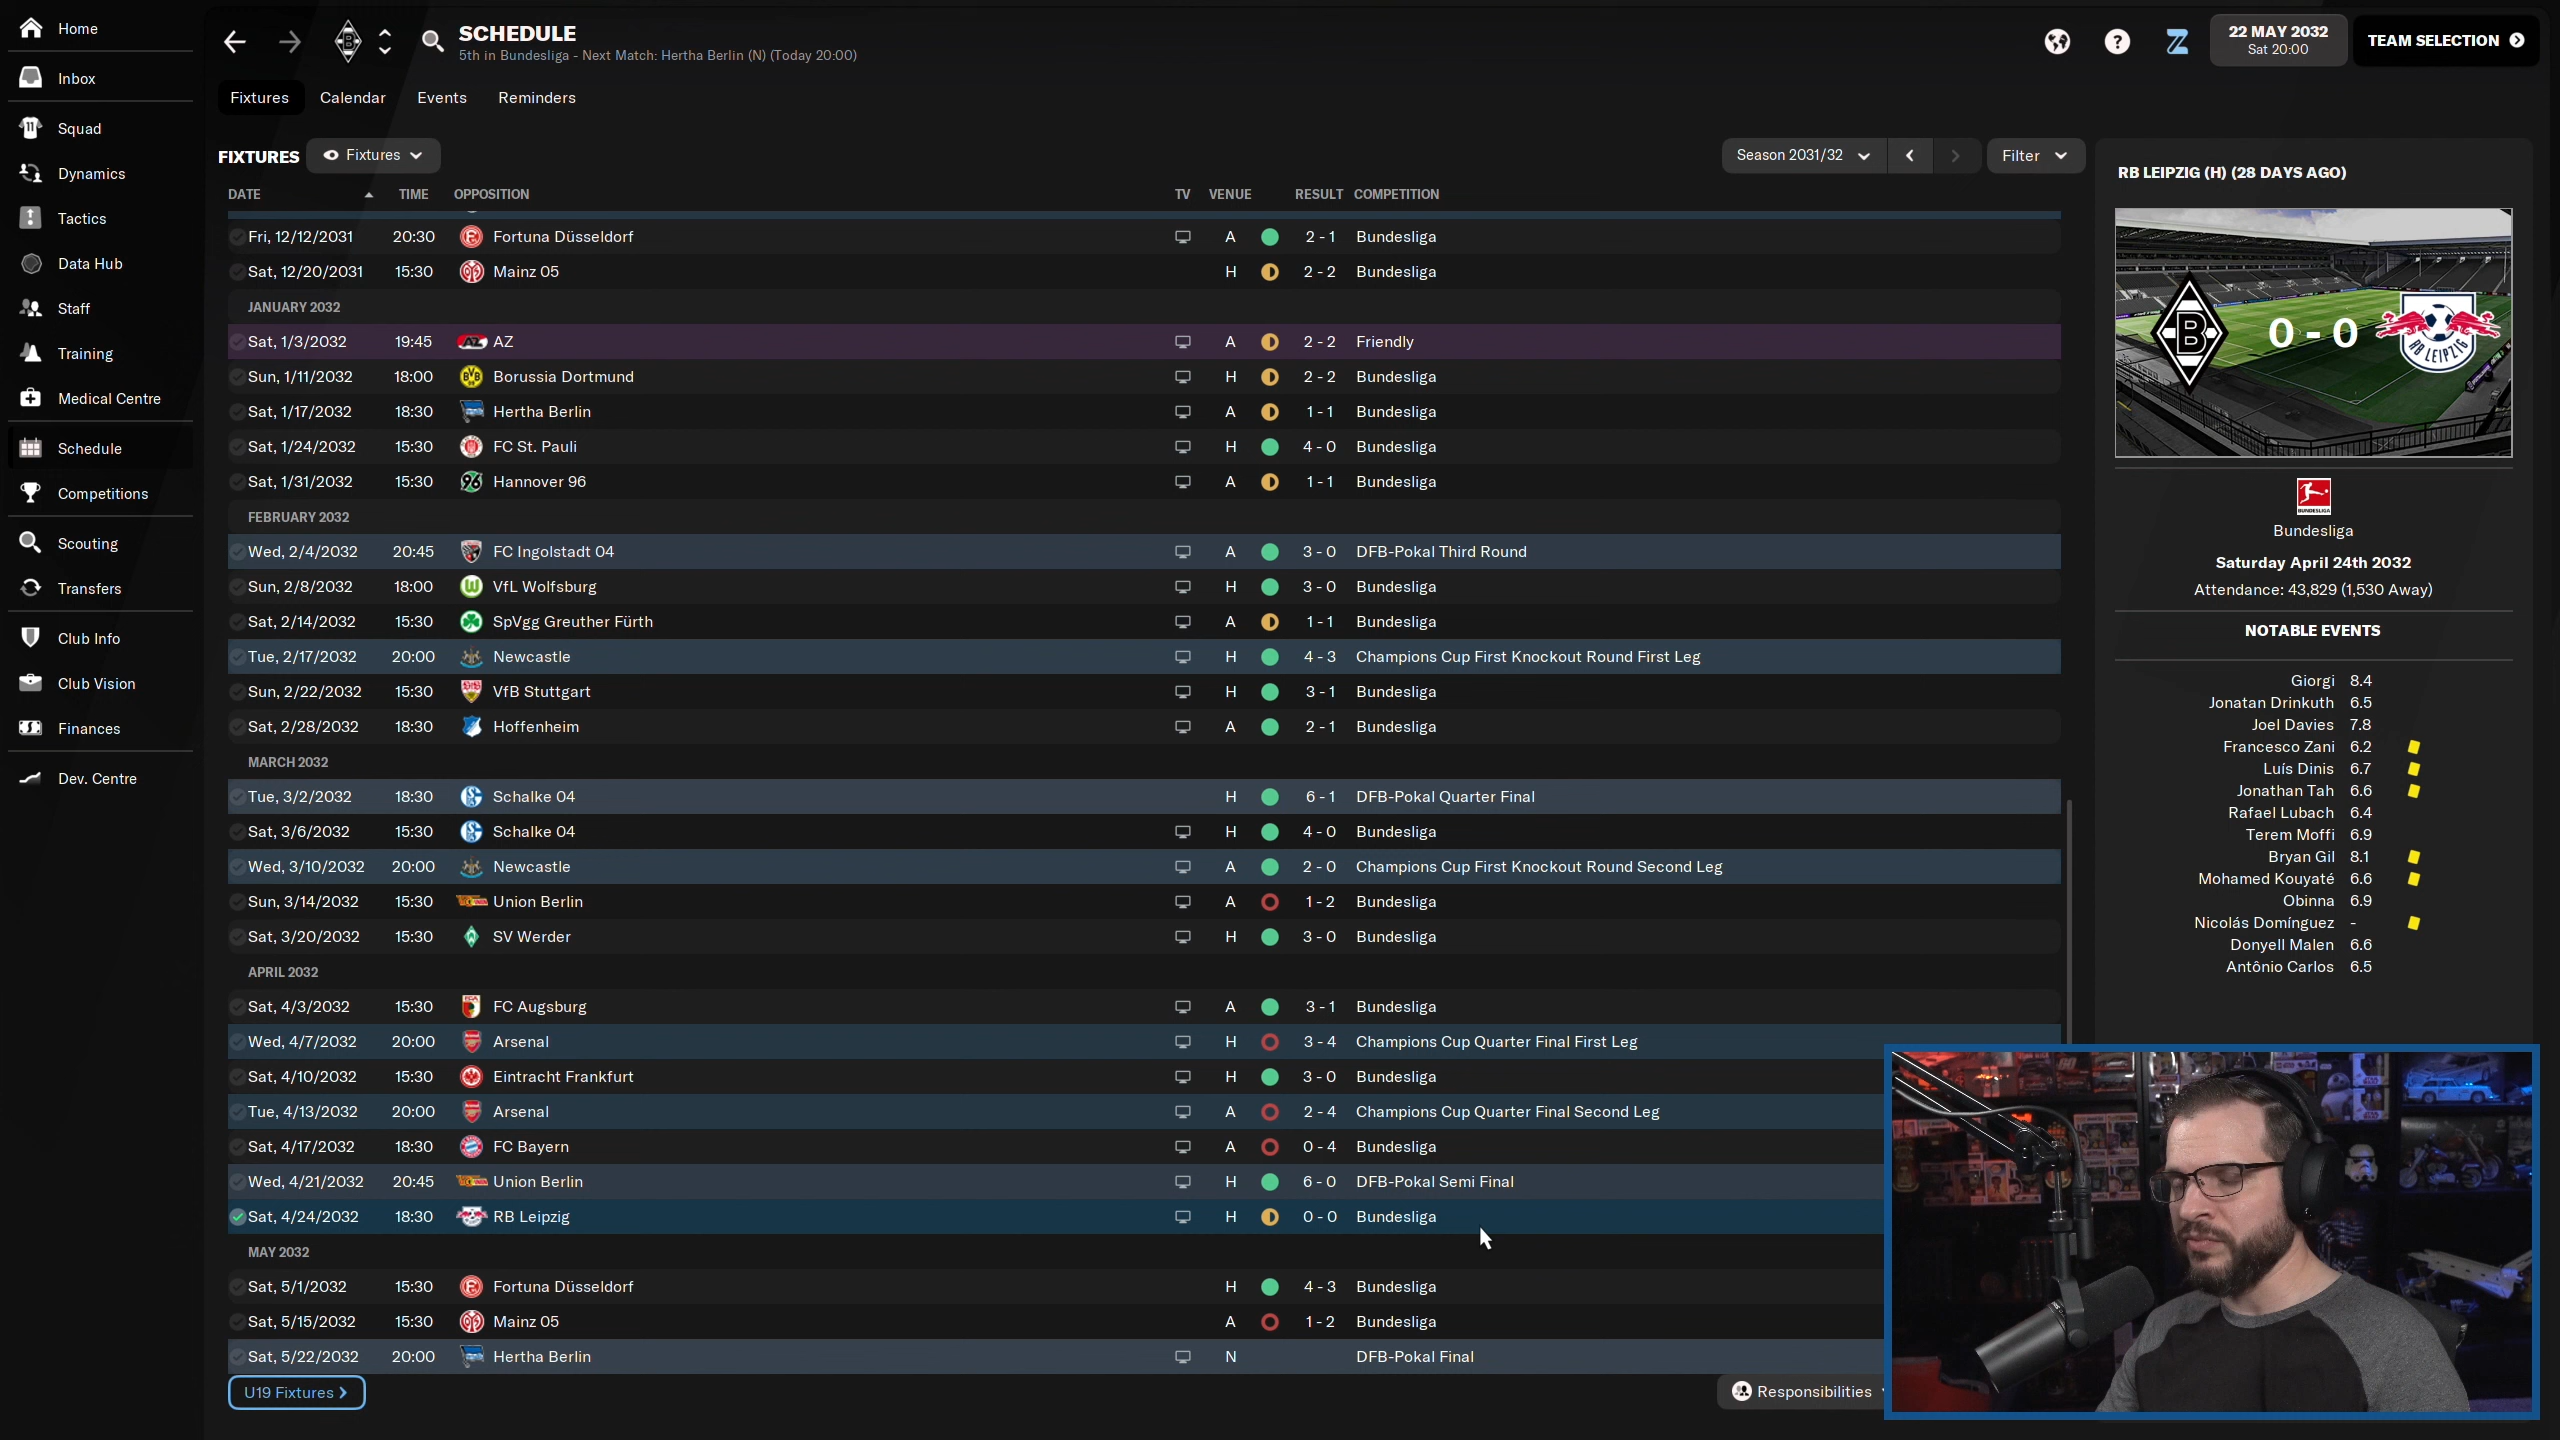 Home
Inbox
Squad
Dynamics
Tactics
Data Hub
Staff
Training
Medical Centre
Schedule
Competitions
Scouting
Transfers
Club Info
Club Vision
Finances
Dev. Centre
SCHEDULE
5th in Bundesliga - Next Match: Hertha Berlin (N) (Today 20:00)
22 MAY 2032
Sat 20:00
TEAM SELECTION
Fixtures Calendar Events Reminders
FIXTURES Fixtures
Season 2031/32 Filter
DATE TIME OPPOSITION TV VENUE RESULT COMPETITION
Fri, 12/12/2031 20:30 Fortuna Düsseldorf A 2 - 1 Bundesliga
Sat, 12/20/2031 15:30 Mainz 05 H 2 - 2 Bundesliga
JANUARY 2032
Sat, 1/3/2032 19:45 AZ A 2 - 2 Friendly
Sun, 1/11/2032 18:00 Borussia Dortmund H 2 - 2 Bundesliga
Sat, 1/17/2032 18:30 Hertha Berlin A 1 - 1 Bundesliga
Sat, 1/24/2032 15:30 FC St. Pauli H 4 - 0 Bundesliga
Sat, 1/31/2032 15:30 Hannover 96 A 1 - 1 Bundesliga
FEBRUARY 2032
Wed, 2/4/2032 20:45 FC Ingolstadt 04 A 3 - 0 DFB-Pokal Third Round
Sun, 2/8/2032 18:00 VfL Wolfsburg H 3 - 0 Bundesliga
Sat, 2/14/2032 15:30 SpVgg Greuther Fürth A 1 - 1 Bundesliga
Tue, 2/17/2032 20:00 Newcastle H 4 - 3 Champions Cup First Knockout Round First Leg
Sun, 2/22/2032 15:30 VfB Stuttgart H 3 - 1 Bundesliga
Sat, 2/28/2032 18:30 Hoffenheim A 2 - 1 Bundesliga
MARCH 2032
Tue, 3/2/2032 18:30 Schalke 04 H 6 - 1 DFB-Pokal Quarter Final
Sat, 3/6/2032 15:30 Schalke 04 H 4 - 0 Bundesliga
Wed, 3/10/2032 20:00 Newcastle A 2 - 0 Champions Cup First Knockout Round Second Leg
Sun, 3/14/2032 15:30 Union Berlin A 1 - 2 Bundesliga
Sat, 3/20/2032 15:30 SV Werder H 3 - 0 Bundesliga
APRIL 2032
Sat, 4/3/2032 15:30 FC Augsburg A 3 - 1 Bundesliga
Wed, 4/7/2032 20:00 Arsenal H 3 - 4 Champions Cup Quarter Final First Leg
Sat, 4/10/2032 15:30 Eintracht Frankfurt H 3 - 0 Bundesliga
Tue, 4/13/2032 20:00 Arsenal A 2 - 4 Champions Cup Quarter Final Second Leg
Sat, 4/17/2032 18:30 FC Bayern A 0 - 4 Bundesliga
Wed, 4/21/2032 20:45 Union Berlin H 6 - 0 DFB-Pokal Semi Final
Sat, 4/24/2032 18:30 RB Leipzig H 0 - 0 Bundesliga
MAY 2032
Sat, 5/1/2032 15:30 Fortuna Düsseldorf H 4 - 3 Bundesliga
Sat, 5/15/2032 15:30 Mainz 05 A 1 - 2 Bundesliga
Sat, 5/22/2032 20:00 Hertha Berlin N DFB-Pokal Final
U19 Fixtures
Responsibilities
RB LEIPZIG (H) (28 DAYS AGO)
B 0 - 0 RB LEIPZIG
BUNDESLIGA
Bundesliga
Saturday April 24th 2032
Attendance: 43,829 (1,530 Away)
NOTABLE EVENTS
Giorgi 8.4
Jonatan Drinkuth 6.5
Joel Davies 7.8
Francesco Zani 6.2
Luís Dinis 6.7
Jonathan Tah 6.6
Rafael Lubach 6.4
Terem Moffi 6.9
Bryan Gil 8.1
Mohamed Kouyaté 6.6
Obinna 6.9
Nicolás Domínguez -
Donyell Malen 6.6
Antônio Carlos 6.5